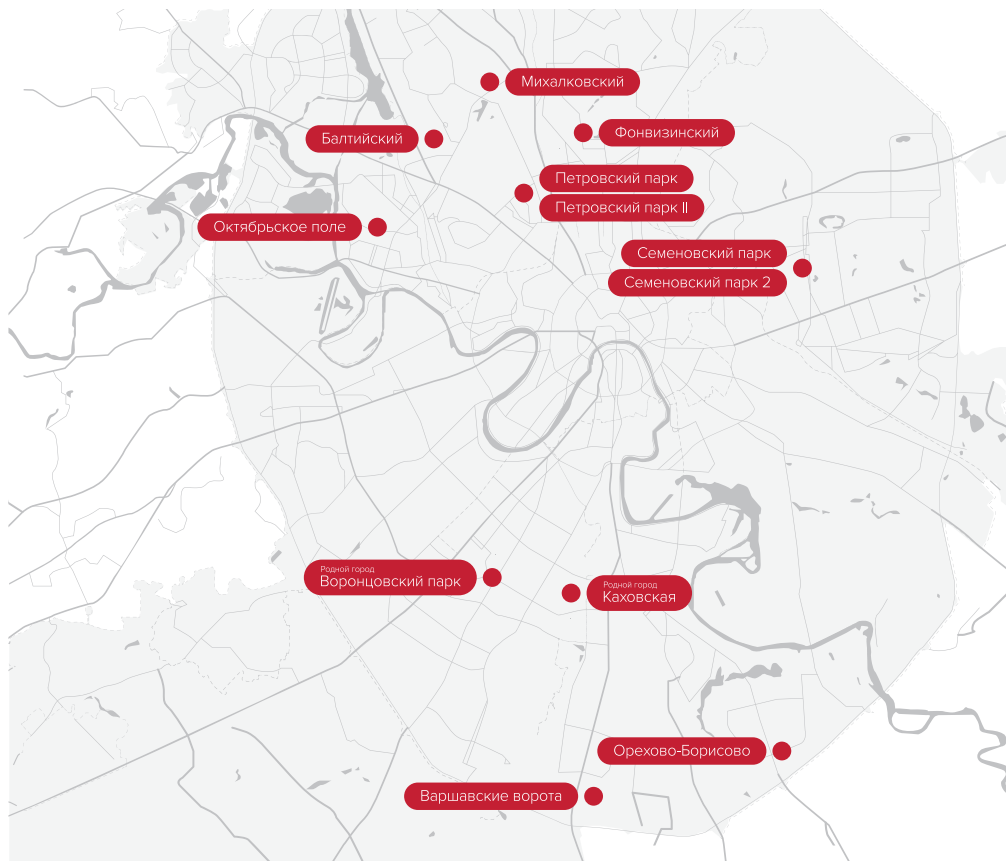 Михалковский
Фонвизинский
Балтийский
Петровский парк
Петровский парк II
Октябрьское поле
Семеновский парк
Семеновский парк 2
Родной город
Воронцовский парк
Родной город
Каховская
Орехово-Борисово
Варшавские ворота